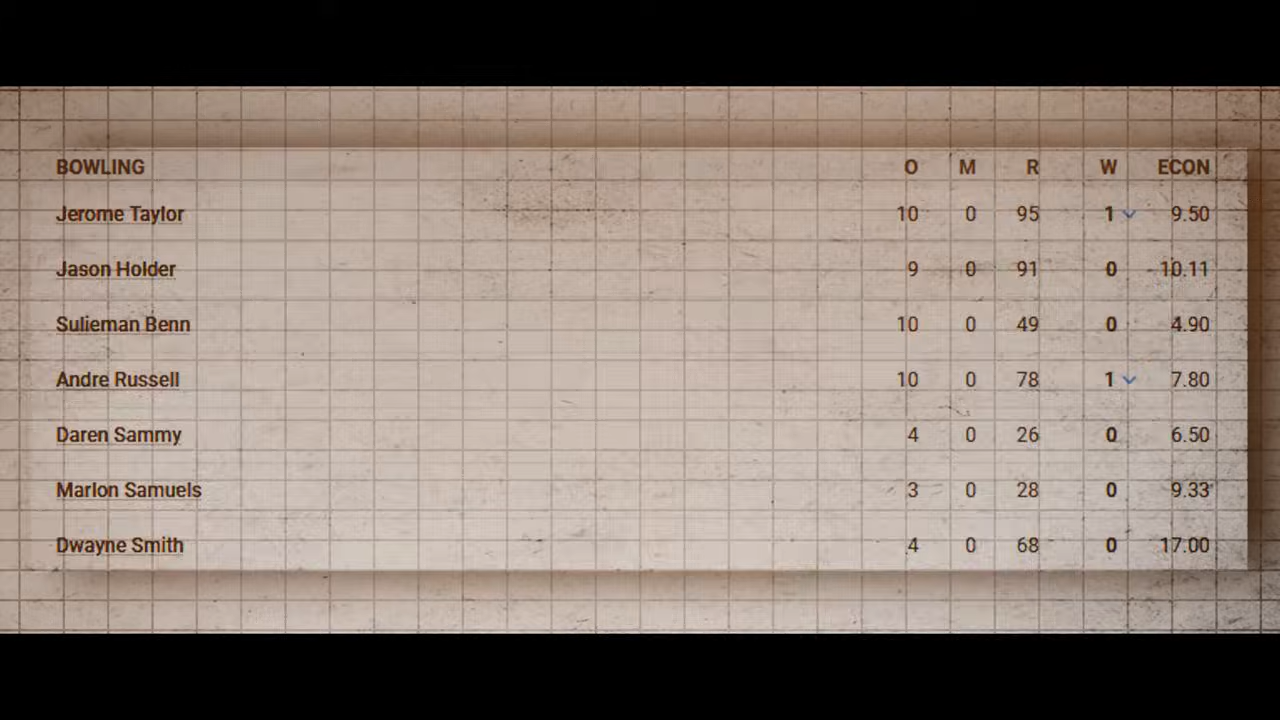 BOWLING O M R W ECON
Jerome Taylor 10 0 95 1 9.50
Jason Holder 9 0 91 0 10.11
Sulieman Benn 10 0 49 0 4.90
Andre Russell 10 0 78 1 7.80
Daren Sammy 4 0 26 0 6.50
Marlon Samuels 3 0 28 0 9.33
Dwayne Smith 4 0 68 0 17.00